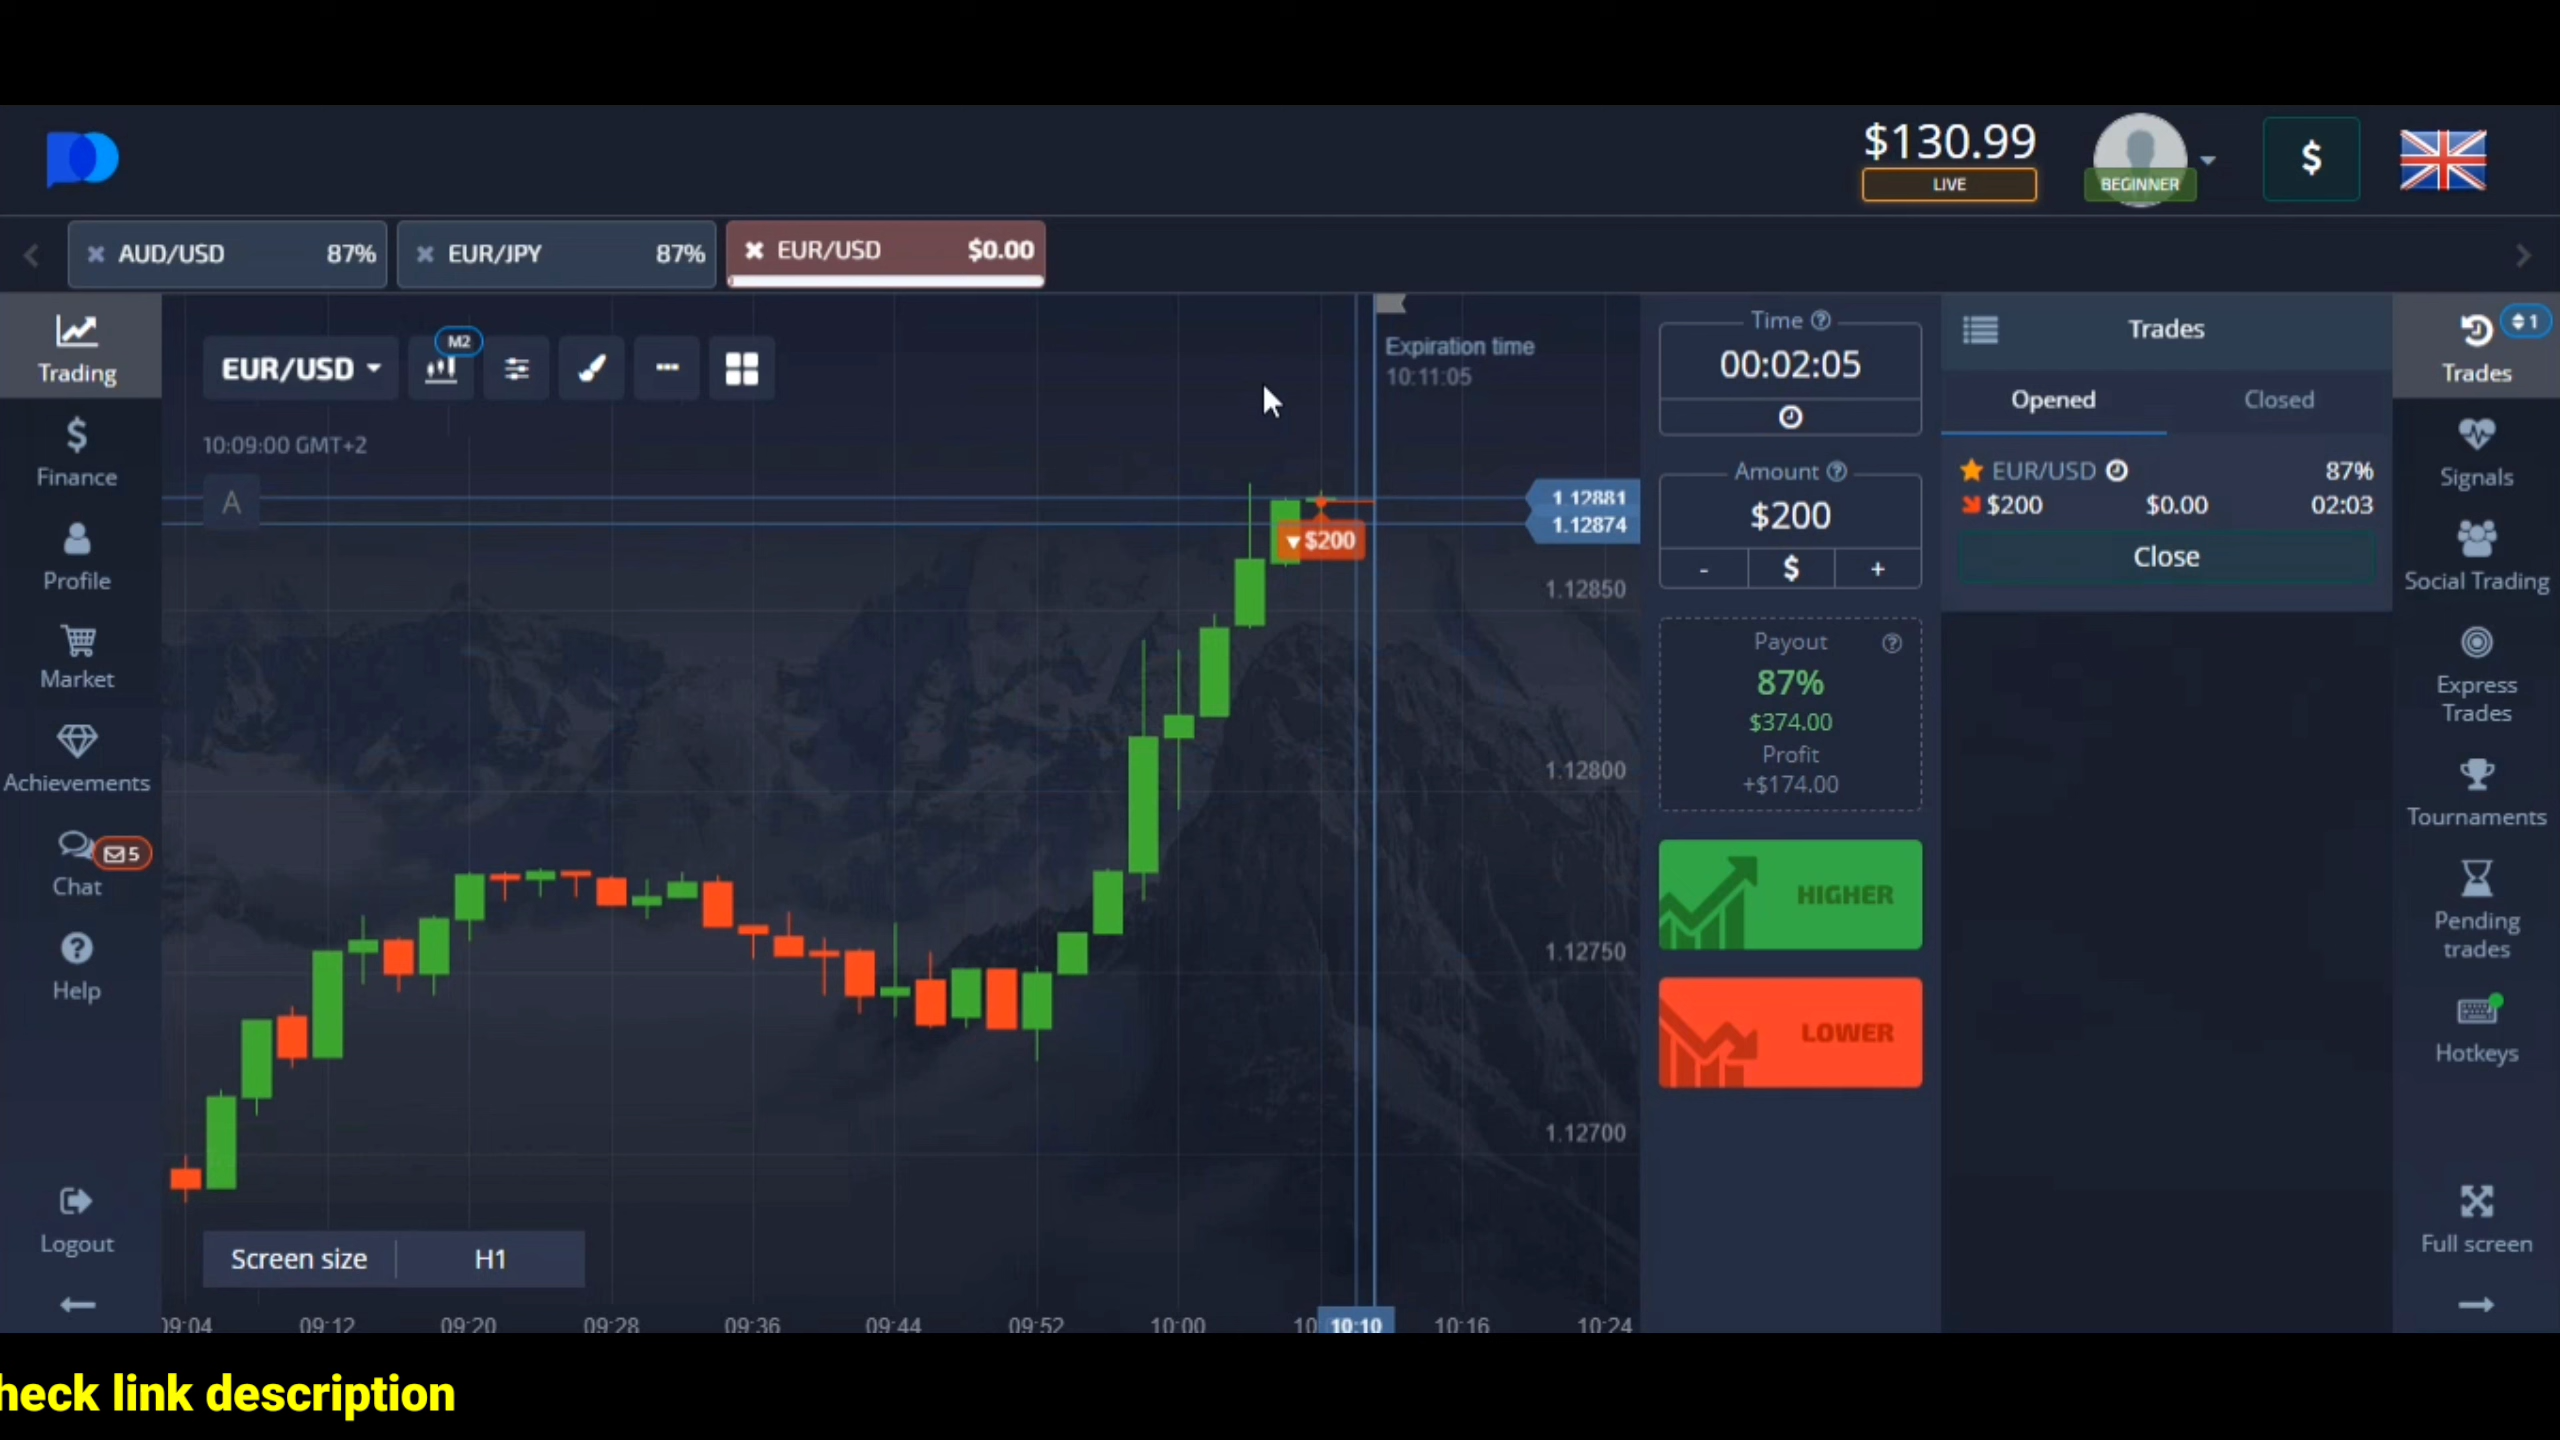 $130.99
LIVE
BEGINNER
$
AUD/USD 87%
EUR/JPY 87%
EUR/USD $0.00
Trading
Finance
Profile
Market
Achievements
5
Chat
Help
Logout
EUR/USD
M2
10:09:00 GMT+2
A
Expiration time
10:11:05
$200
1.12881
1.12874
1.12850
1.12800
1.12750
1.12700
Screen size H1
09:04 09:12 09:20 09:28 09:36 09:44 09:52 10:00 10:10 10:16 10:24
Time
00:02:05
Amount
$200
- $ +
Payout
87%
$374.00
Profit
+$174.00
HIGHER
LOWER
Trades
Opened Closed
EUR/USD 87%
$200 $0.00 02:03
Close
1
Trades
Signals
Social Trading
Express
Trades
Tournaments
Pending
trades
Hotkeys
Full screen
heck link description